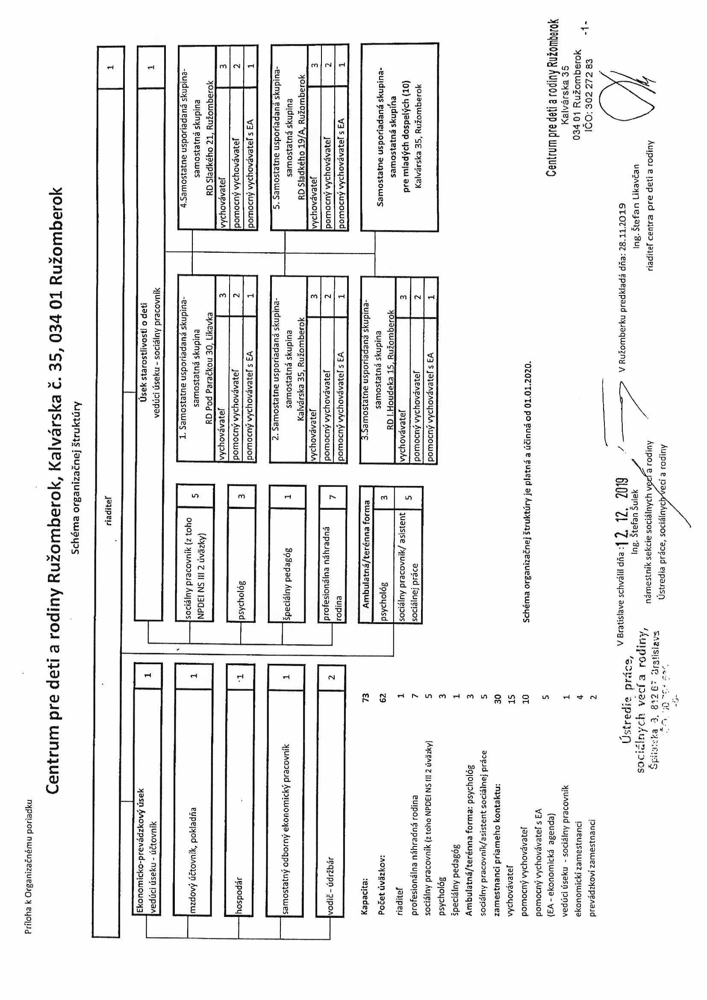 Príloha k Organizačnému poriadku
Centrum pre deti a rodiny Ružomberok, Kalvárska č. 35, 034 01 Ružomberok
Schéma organizačnej štruktúry
riaditeľ 1
Ekonomicko-prevádzkový úsek
vedúci úseku - účtovník 1
mzdový účtovník, pokladňa 1
hospodár 1
samostatný odborný ekonomický pracovník 1
vodič - údržbár 2
Úsek starostlivosti o deti
vedúci úseku – sociálny pracovník 1
sociálny pracovník (z toho
NPDEI NS III 2 úväzky) 5
psychológ 3
špeciálny pedagóg 1
profesionálna náhradná
rodina 7
Ambulatná/terénna forma
psychológ 3
sociálny pracovník/ asistent
sociálnej práce 5
1. Samostatne usporiadaná skupina-
samostatná skupina
RD Pod Paračkou 30, Likavka
vychovávateľ 3
pomocný vychovávateľ 2
pomocný vychovávateľ s EA 1
2. Samostatne usporiadaná skupina-
samostatná skupina
Kalvárska 35, Ružomberok
vychovávateľ 3
pomocný vychovávateľ 2
pomocný vychovávateľ s EA 1
3.Samostatne usporiadaná skupina-
samostatná skupina
RD I.Houdeka 15, Ružomberok
vychovávateľ 3
pomocný vychovávateľ 2
pomocný vychovávateľ s EA 1
4.Samostatne usporiadaná skupina-
samostatná skupina
RD Sladkého 21, Ružomberok
vychovávateľ 3
pomocný vychovávateľ 2
pomocný vychovávateľ s EA 1
5. Samostatne usporiadaná skupina-
samostatná skupina
RD Sladkého 19/A, Ružomberok
vychovávateľ 3
pomocný vychovávateľ 2
pomocný vychovávateľ s EA 1
Samostatne usporiadaná skupina-
samostatná skupina
pre mladých dospelých (10)
Kalvárska 35, Ružomberok
Kapacita: 73
Počet úväzkov: 62
riaditeľ 1
profesionálna náhradná rodina 7
sociálny pracovník (z toho NPDEI NS III 2 úväzky) 5
psychológ 3
špeciálny pedagóg 1
Ambulatná/terénna forma: psychológ 3
sociálny pracovník/asistent sociálnej práce 5
zamestnanci priameho kontaktu: 30
vychovávateľ 15
pomocný vychovávateľ 10
pomocný vychovávateľ s EA
(EA - ekonomická agenda) 5
vedúci úseku - sociálny pracovník 1
ekonomickí zamestnanci 4
prevádzkoví zamestnanci 2
Schéma organizačnej štruktúry je platná a účinná od 01.01.2020.
Centrum pre deti a rodiny Ružomberok
Kalvárska 35
034 01 Ružomberok
IČO: 302 272 83 -1-
V Bratislave schválil dňa : 12. 12. 2019
Ing. Štefan Šulek
námestník sekcie sociálnych vecí a rodiny
Ústredia práce, sociálnych vecí a rodiny
V Ružomberku predkladá dňa: 28.11.2019
Ing. Štefan Likavčan
riaditeľ centra pre deti a rodiny
Ústredie práce,
sociálnych vecí a rodiny,
Bratislava